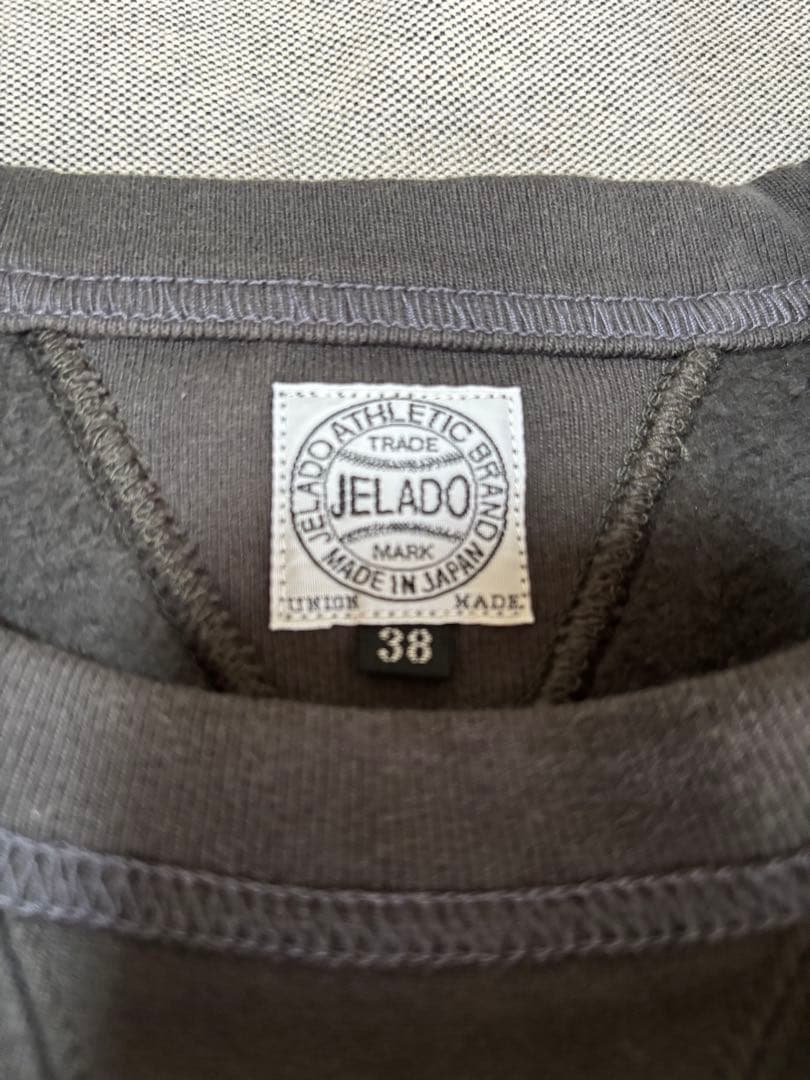 JELADO ATHLETIC BRAND
TRADE
JELADO
MARK
MADE IN JAPAN
UNION MADE
38